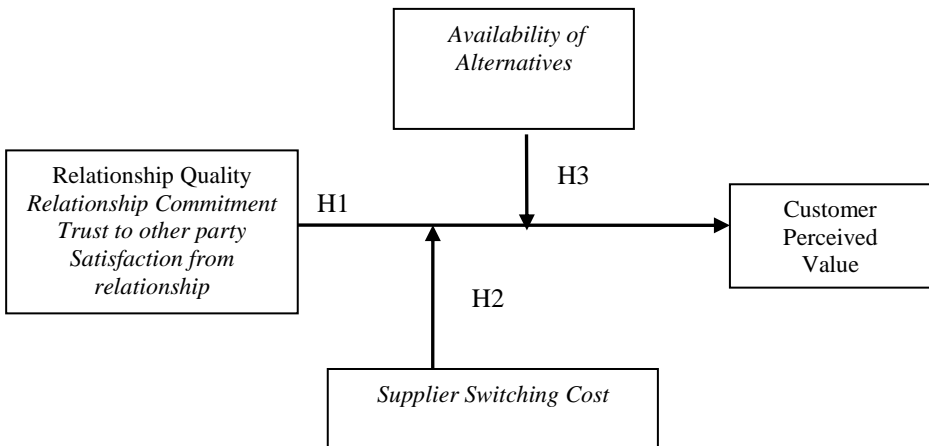 Availability of
Alternatives
H3
Relationship Quality
Relationship Commitment
Trust to other party
Satisfaction from
relationship
H1
Customer
Perceived
Value
H2
Supplier Switching Cost